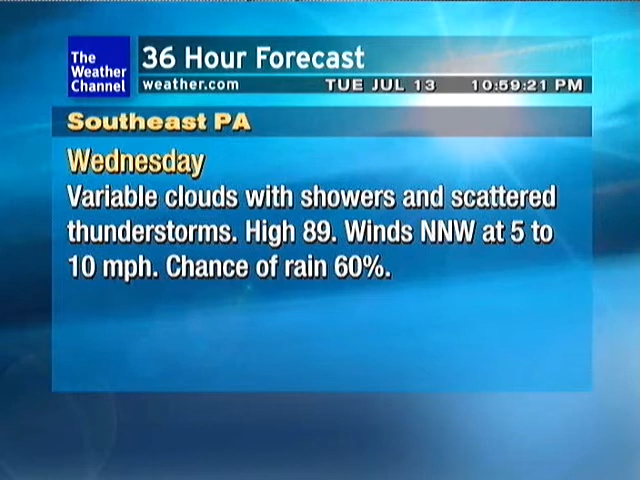 The
Weather
Channel
36 Hour Forecast
weather.com TUE JUL 13 10:59:21 PM
Southeast PA
Wednesday
Variable clouds with showers and scattered
thunderstorms. High 89. Winds NNW at 5 to
10 mph. Chance of rain 60%.